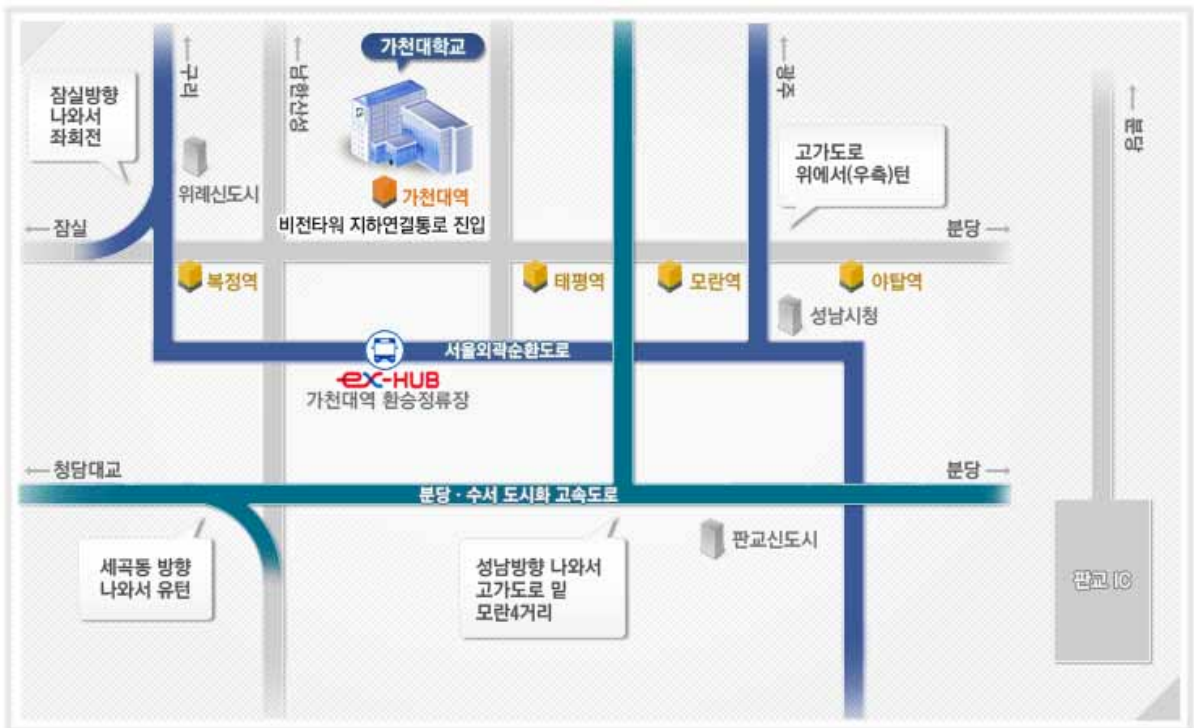 가천대학교
구리
남한산성
광주
분당
잠실방향
나와서
좌회전
고가도로
위에서(우측)턴
위례신도시
가천대역
비전타워 지하연결통로 진입
잠실
분당
복정역
태평역
모란역
야탑역
성남시청
서울외곽순환도로
ex-HUB
가천대역 환승정류장
청담대교
분당
분당·수서 도시화 고속도로
판교신도시
세곡동 방향
나와서 유턴
성남방향 나와서
고가도로 밑
모란4거리
판교 IC